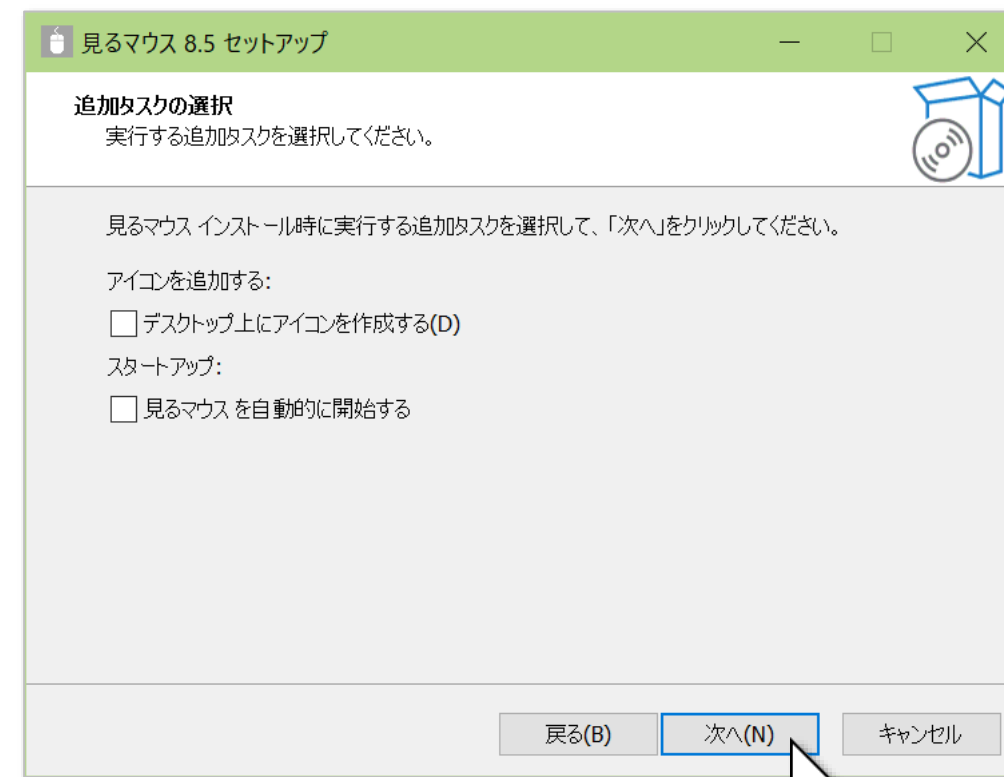 見るマウス 8.5 セットアップ
追加タスクの選択
実行する追加タスクを選択してください。
見るマウス インストール時に実行する追加タスクを選択して、「次へ」をクリックしてください。
アイコンを追加する:
デスクトップ上にアイコンを作成する(D)
スタートアップ:
見るマウス を自動的に開始する
戻る(B) 次へ(N) キャンセル